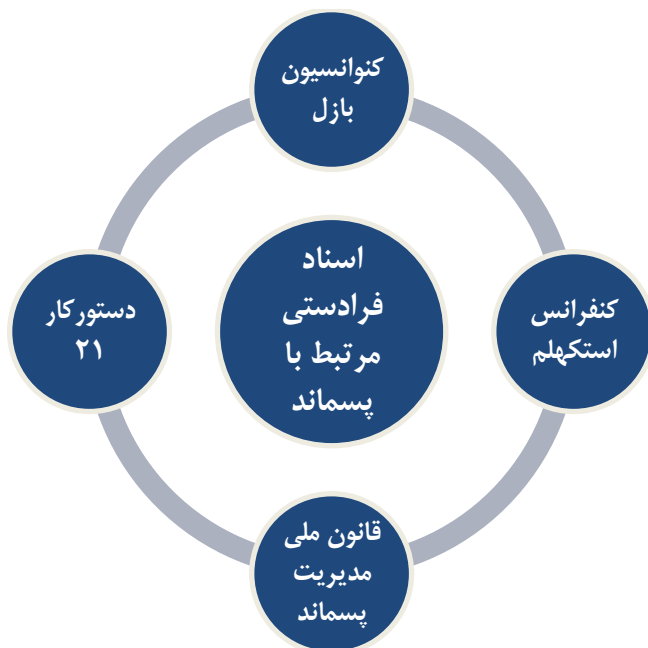 کنوانسیون
بازل
اسناد
فرادستی
مرتبط با
پسماند
کنفرانس
استکهلم
دستورکار
۲۱
قانون ملی
مدیریت
پسماند